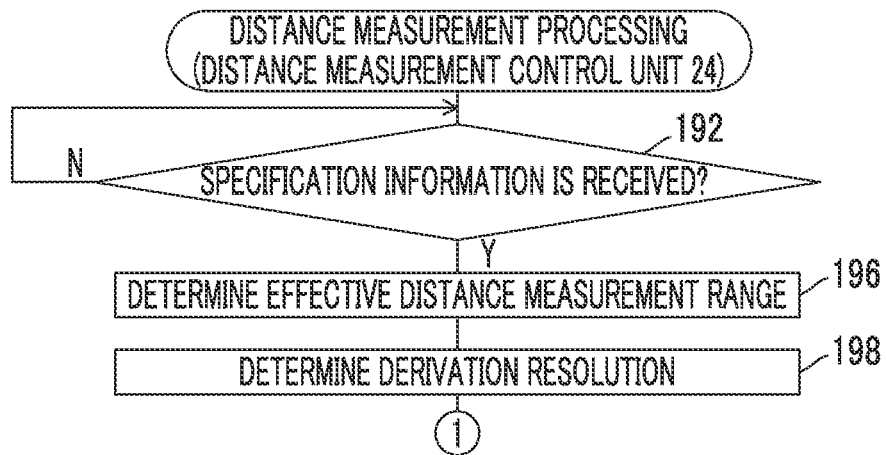 DISTANCE MEASUREMENT PROCESSING
(DISTANCE MEASUREMENT CONTROL UNIT 24)
192
N
SPECIFICATION INFORMATION IS RECEIVED?
Y
DETERMINE EFFECTIVE DISTANCE MEASUREMENT RANGE
196
DETERMINE DERIVATION RESOLUTION
198
1